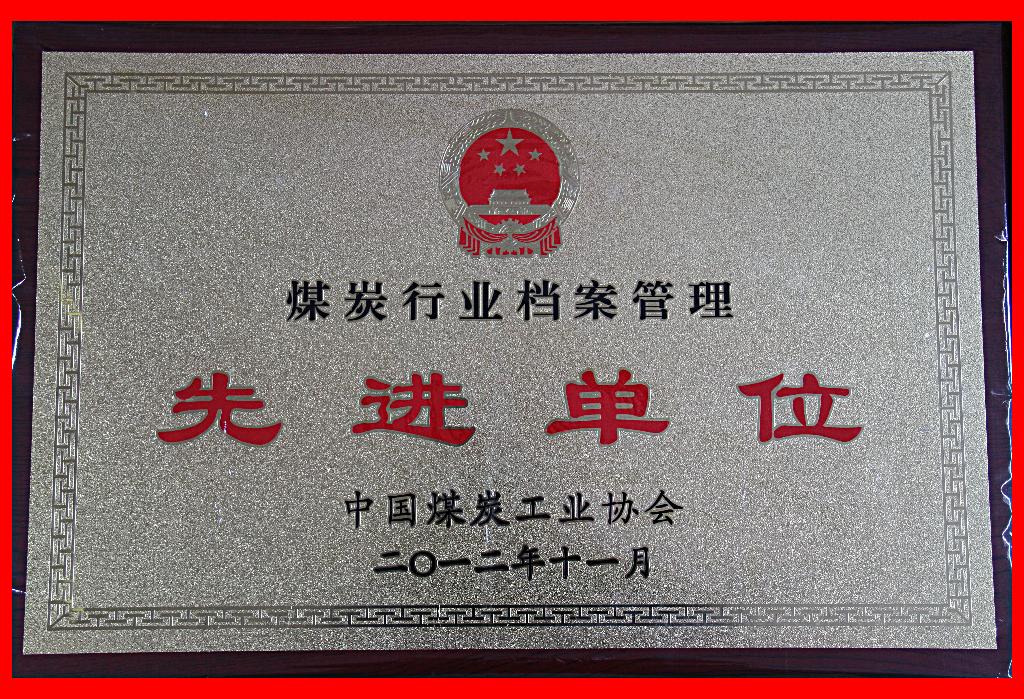 煤炭行业档案管理
先进单位
中国煤炭工业协会
二〇一二年十一月